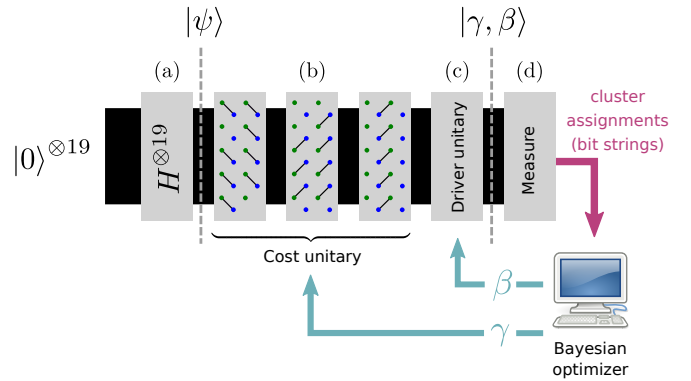 |ψ⟩
|γ, β⟩
(a)
(b)
(c)
(d)
|0⟩^⊗19
H^⊗19
Driver unitary
Measure
cluster
assignments
(bit strings)
Cost unitary
β
γ
Bayesian
optimizer